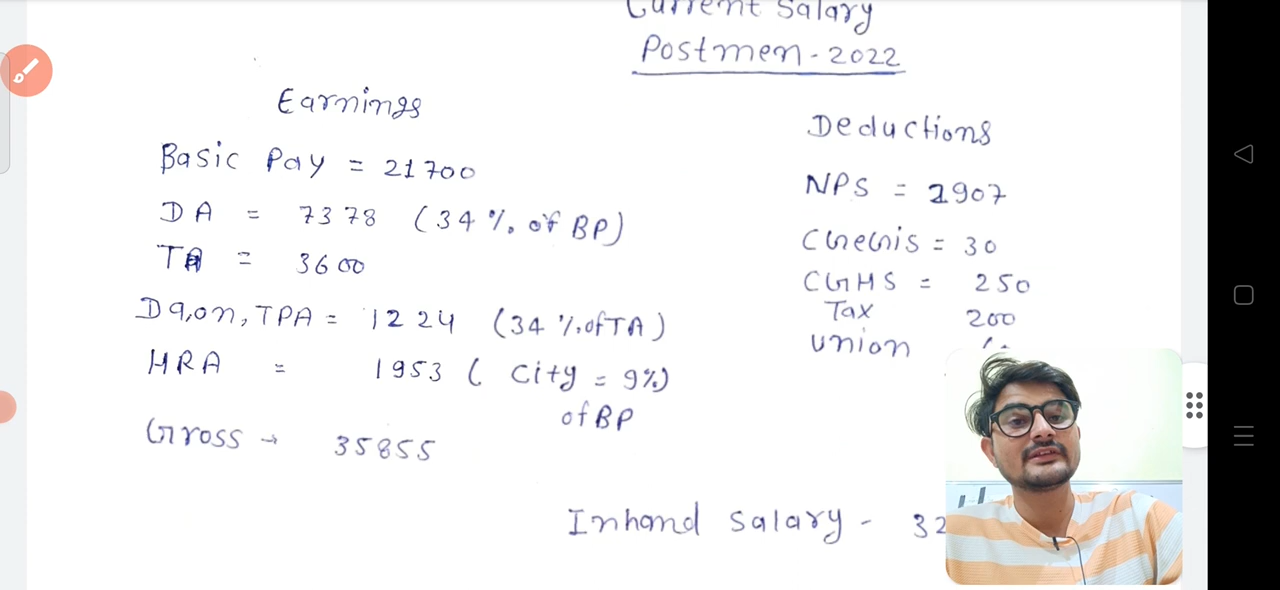 Current Salary
Postmen - 2022
Earnings
Basic Pay = 21700
DA = 7378 (34 % of BP)
TA = 3600
Da, on, TPA = 1224 (34 % of TA)
HRA = 1953 ( City = 9%)
of BP
Gross → 35855
Deductions
NPS = 2907
CGEGIS = 30
CGHS = 250
Tax 200
Union
Inhand Salary - 32